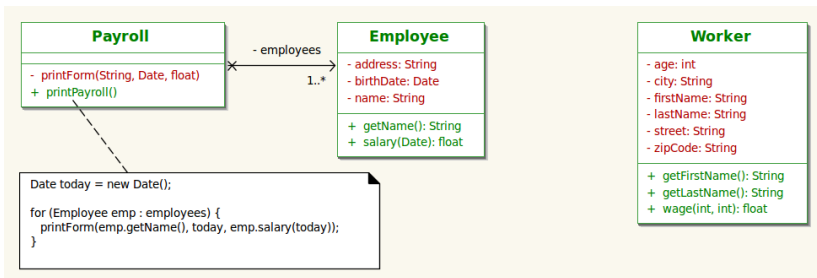 Payroll
- printForm(String, Date, float)
+ printPayroll()
- employees
1..*
Employee
- address: String
- birthDate: Date
- name: String
+ getName(): String
+ salary(Date): float
Worker
- age: int
- city: String
- firstName: String
- lastName: String
- street: String
- zipCode: String
+ getFirstName(): String
+ getLastName(): String
+ wage(int, int): float
Date today = new Date();
for (Employee emp : employees) {
printForm(emp.getName(), today, emp.salary(today));
}